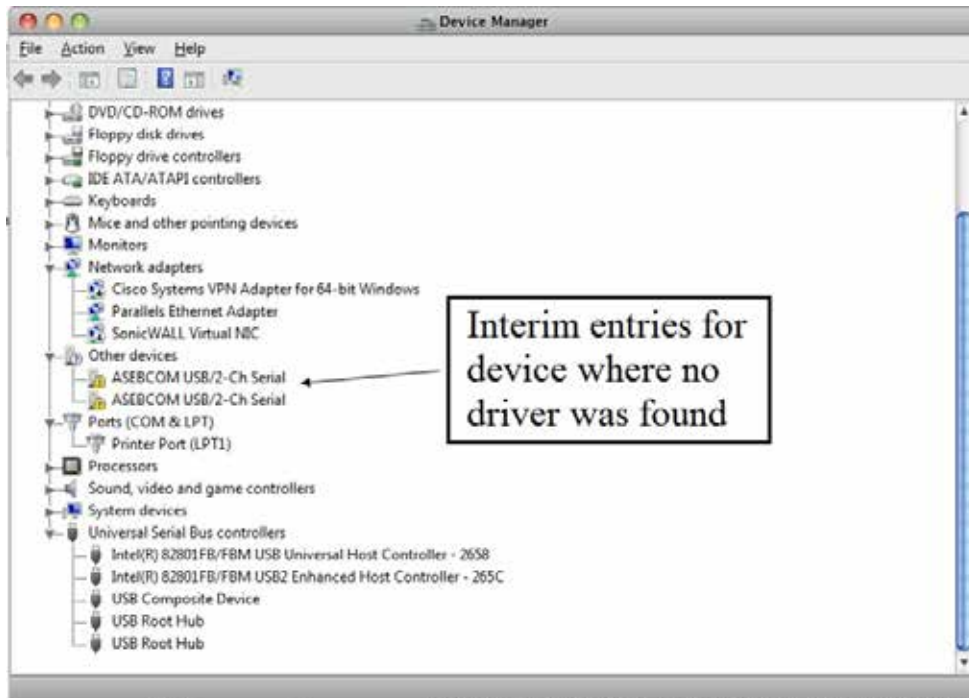 Device Manager
File Action View Help
DVD/CD-ROM drives
Floppy disk drives
Floppy drive controllers
IDE ATA/ATAPI controllers
Keyboards
Mice and other pointing devices
Monitors
Network adapters
Cisco Systems VPN Adapter for 64-bit Windows
Parallels Ethernet Adapter
SonicWALL Virtual NIC
Other devices
ASEBCOM USB/2-Ch Serial
ASEBCOM USB/2-Ch Serial
Ports (COM & LPT)
Printer Port (LPT1)
Processors
Sound, video and game controllers
System devices
Universal Serial Bus controllers
Intel(R) 82801FB/FBM USB Universal Host Controller - 2658
Intel(R) 82801FB/FBM USB2 Enhanced Host Controller - 265C
USB Composite Device
USB Root Hub
USB Root Hub
Interim entries for
device where no
driver was found